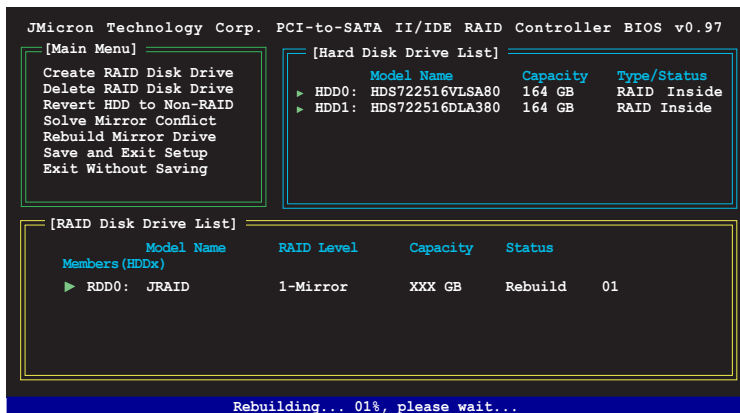 JMicron Technology Corp. PCI-to-SATA II/IDE RAID Controller BIOS v0.97
[Main Menu]
Create RAID Disk Drive
Delete RAID Disk Drive
Revert HDD to Non-RAID
Solve Mirror Conflict
Rebuild Mirror Drive
Save and Exit Setup
Exit Without Saving
[Hard Disk Drive List]
Model Name Capacity Type/Status
HDD0: HDS722516VLSA80 164 GB RAID Inside
HDD1: HDS722516DLA380 164 GB RAID Inside
[RAID Disk Drive List]
Model Name RAID Level Capacity Status
Members(HDDx)
RDD0: JRAID 1-Mirror XXX GB Rebuild 01
Rebuilding... 01%, please wait...